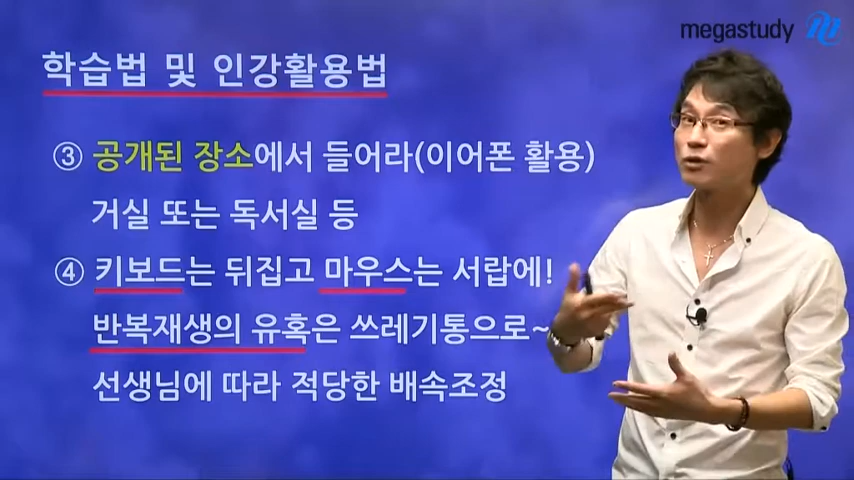 megastudy
학습법 및 인강활용법
③ 공개된 장소에서 들어라(이어폰 활용)
거실 또는 독서실 등
④ 키보드는 뒤집고 마우스는 서랍에!
반복재생의 유혹은 쓰레기통으로~
선생님에 따라 적당한 배속조정